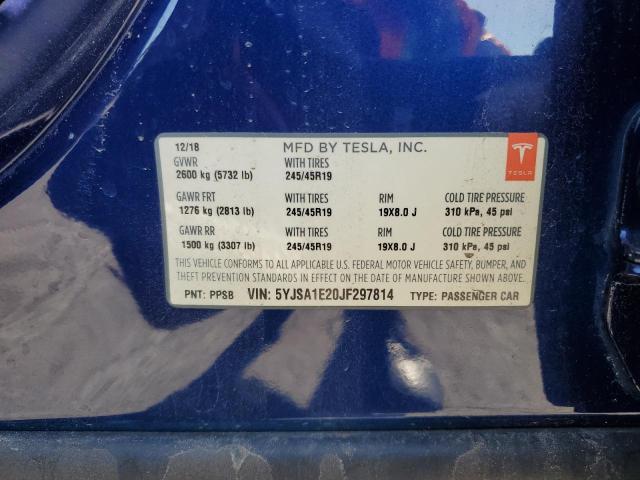 12/18 MFD BY TESLA, INC.
GVWR WITH TIRES
2600 kg (5732 lb) 245/45R19
TESLA
GAWR FRT WITH TIRES RIM COLD TIRE PRESSURE
1276 kg (2813 lb) 245/45R19 19X8.0 J 310 kPa, 45 psi
GAWR RR WITH TIRES RIM COLD TIRE PRESSURE
1500 kg (3307 lb) 245/45R19 19X8.0 J 310 kPa, 45 psi
THIS VEHICLE CONFORMS TO ALL APPLICABLE U.S. FEDERAL MOTOR VEHICLE SAFETY, BUMPER, AND
THEFT PREVENTION STANDARDS IN EFFECT ON THE DATE OF MANUFACTURE SHOWN ABOVE.
PNT: PPSB VIN: 5YJSA1E20JF297814 TYPE: PASSENGER CAR